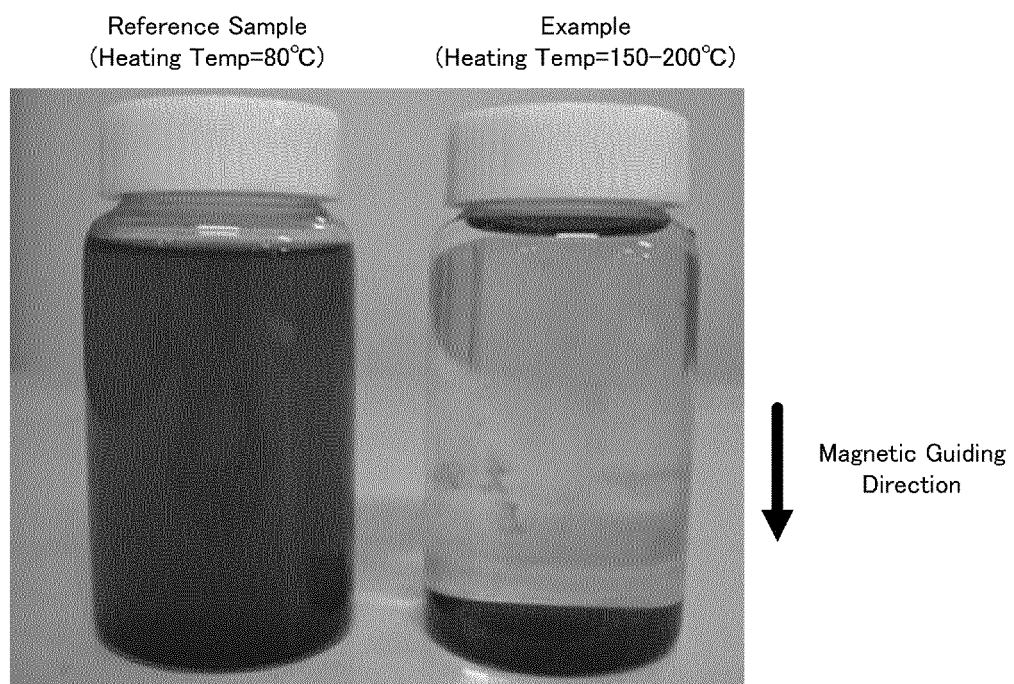 Reference Sample
(Heating Temp=80℃)
Example
(Heating Temp=150-200℃)
Magnetic Guiding
Direction